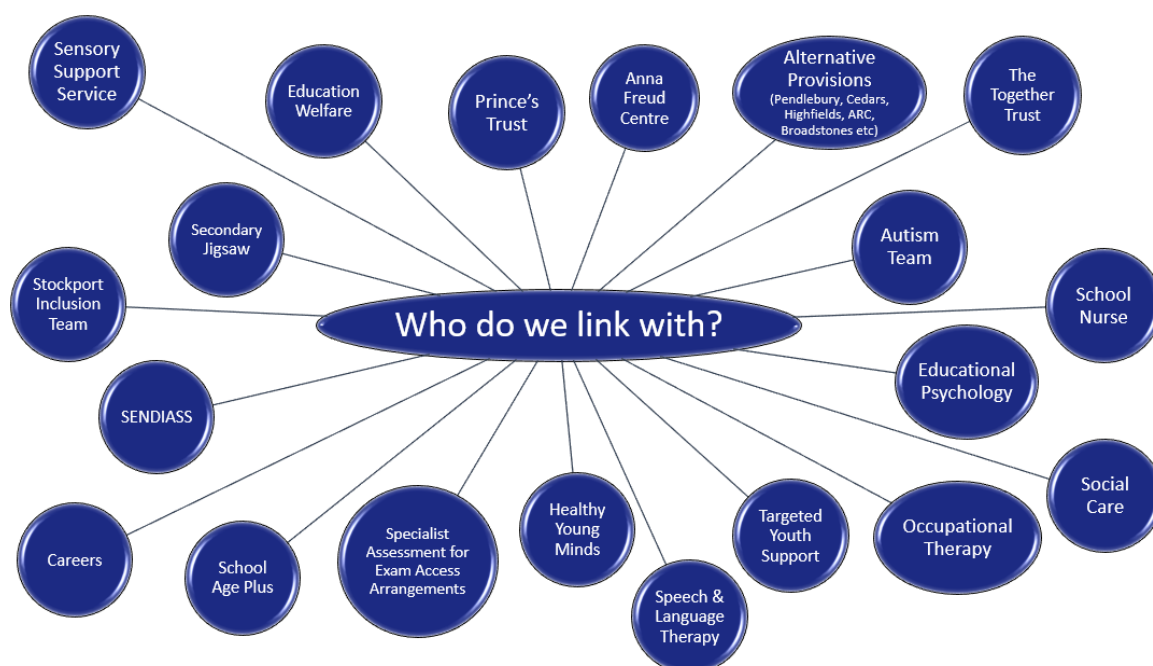 Sensory
Support
Service
Education
Welfare
Prince's
Trust
Anna
Freud
Centre
Alternative
Provisions
(Pendlebury, Cedars,
Highfields, ARC,
Broadstones etc)
The
Together
Trust
Secondary
Jigsaw
Autism
Team
Stockport
Inclusion
Team
Who do we link with?
School
Nurse
SENDIASS
Educational
Psychology
Careers
School
Age Plus
Specialist
Assessment for
Exam Access
Arrangements
Healthy
Young
Minds
Speech &
Language
Therapy
Targeted
Youth
Support
Occupational
Therapy
Social
Care